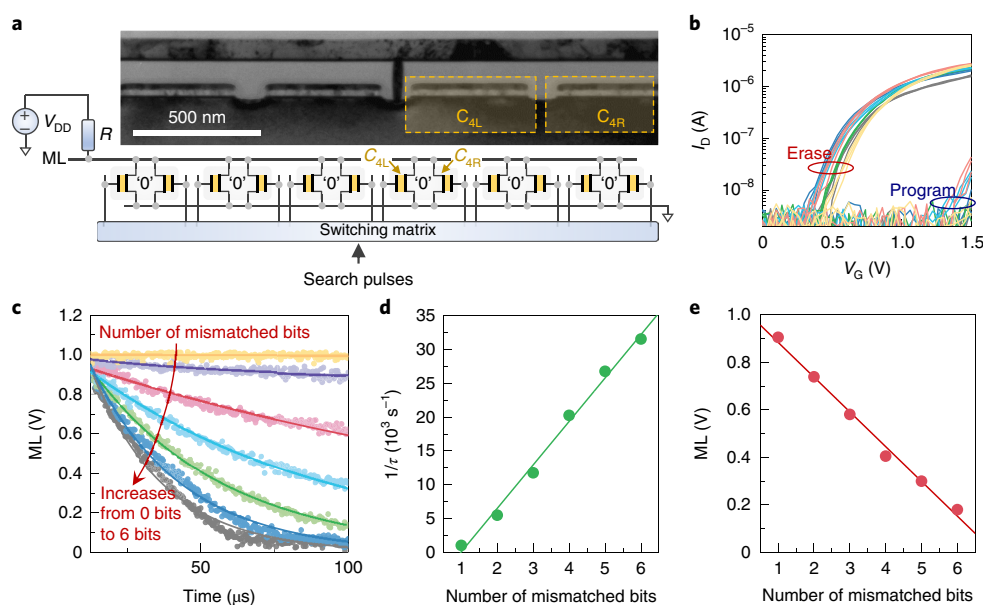 a
500 nm
C4L
C4R
VDD
R
ML
C4L
C4R
'0' '0' '0' '0' '0' '0'
Switching matrix
Search pulses
b
10⁻⁵
10⁻⁶
10⁻⁷
10⁻⁸
ID (A)
Erase
Program
0 0.5 1.0 1.5
VG (V)
c
1.2
1.0
0.8
0.6
0.4
0.2
0
ML (V)
Number of mismatched bits
Increases
from 0 bits
to 6 bits
50 100
Time (μs)
d
35
30
25
20
15
10
5
0
1/τ (10³ s⁻¹)
1 2 3 4 5 6
Number of mismatched bits
e
1.0
0.8
0.6
0.4
0.2
0
ML (V)
1 2 3 4 5 6
Number of mismatched bits